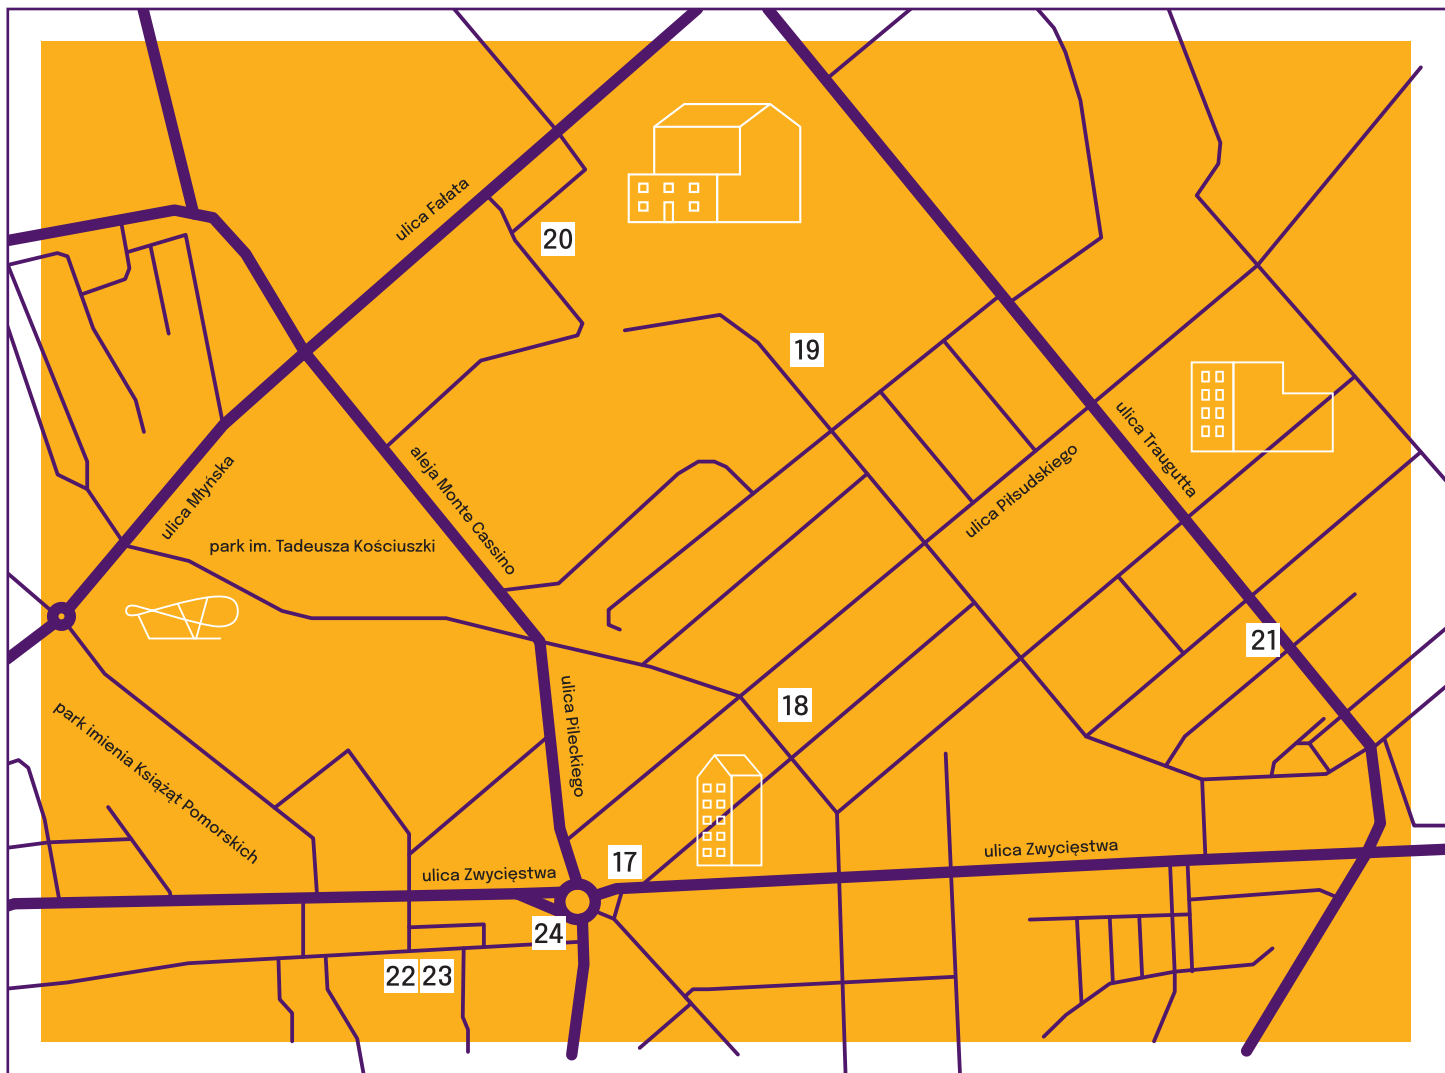 ulica Fałata
20
19
ulica Traugutta
ulica Piłsudskiego
aleja Monte Cassino
ulica Młyńska
park im. Tadeusza Kościuszki
21
ulica Pileckiego
18
park imienia Książąt Pomorskich
17
ulica Zwycięstwa
ulica Zwycięstwa
24
22
23